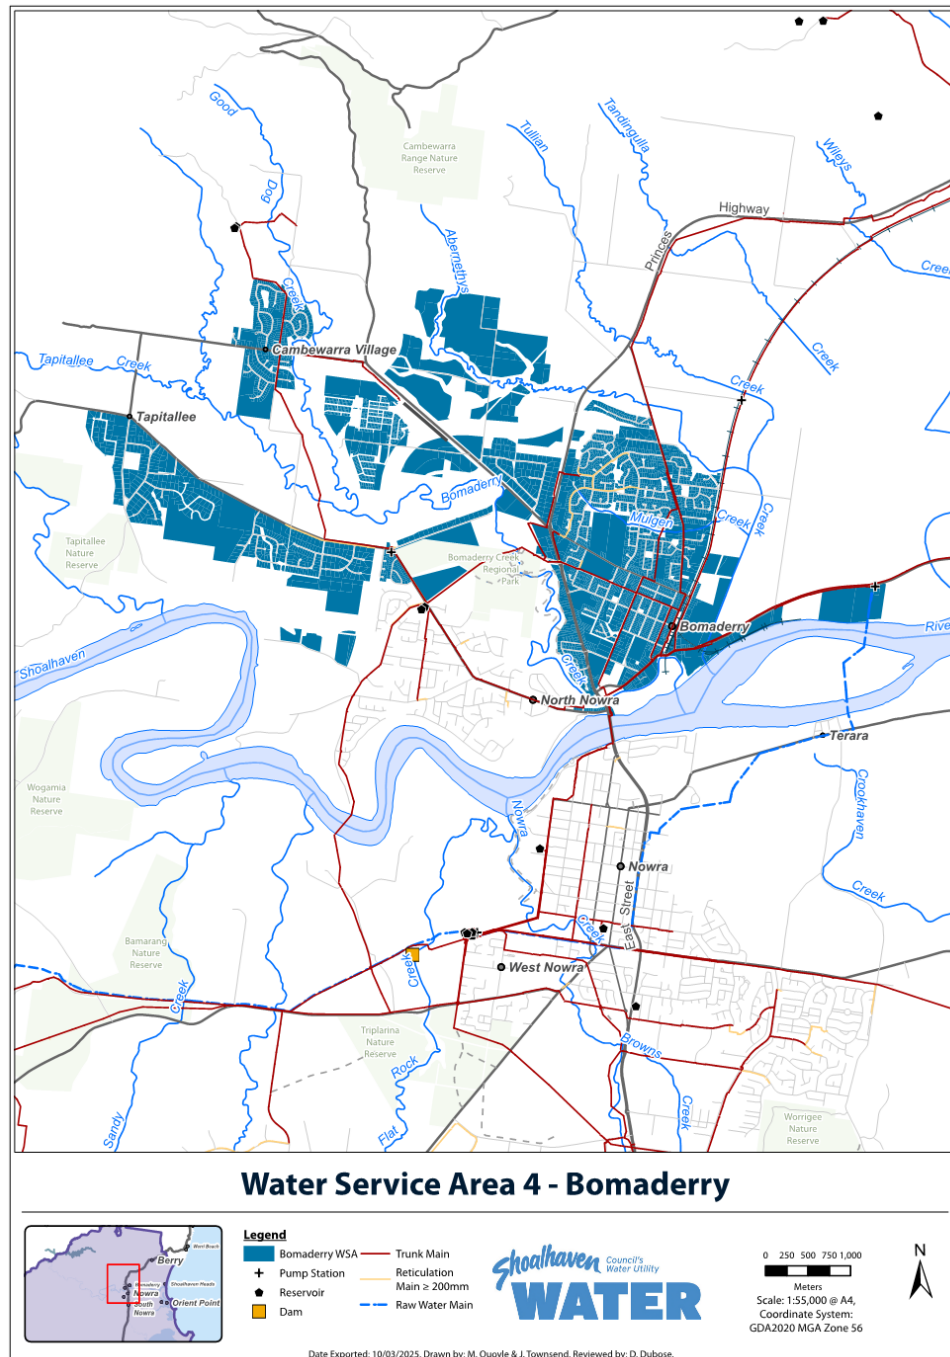 Good
Dog
Creek
Cambewarra
Range Nature
Reserve
Tullian
Tandingulla
Wileys
Creek
Princes
Highway
Abernethys
Creek
Creek
Tapitallee Creek
Cambewarra Village
Tapitallee
Bomaderry
Mulgen Creek
Creek
Tapitallee
Nature
Reserve
Bomaderry Creek
Regional
Park
Creek
Bomaderry
Shoalhaven
River
North Nowra
Terara
Wogamia
Nature
Reserve
Nowra
Creek
Crookhaven
Creek
Nowra
East Street
West Nowra
Bamarang
Nature
Reserve
Creek
Sandy
Creek
Rock
Flat
Triplarina
Nature
Reserve
Browns
Creek
Worrigee
Nature
Reserve
Water Service Area 4 - Bomaderry
Berry
Bomaderry
Nowra
South
Nowra
Shoalhaven Heads
Orient Point
Legend
Bomaderry WSA
Pump Station
Reservoir
Dam
Trunk Main
Reticulation
Main ≥ 200mm
Raw Water Main
Shoalhaven Council's
Water Utility
WATER
0 250 500 750 1,000
Meters
Scale: 1:55,000 @ A4,
Coordinate System:
GDA2020 MGA Zone 56
N
Date Exported: 10/03/2025, Drawn by: M. Quoyle & J. Townsend, Reviewed by: D. Dubose.